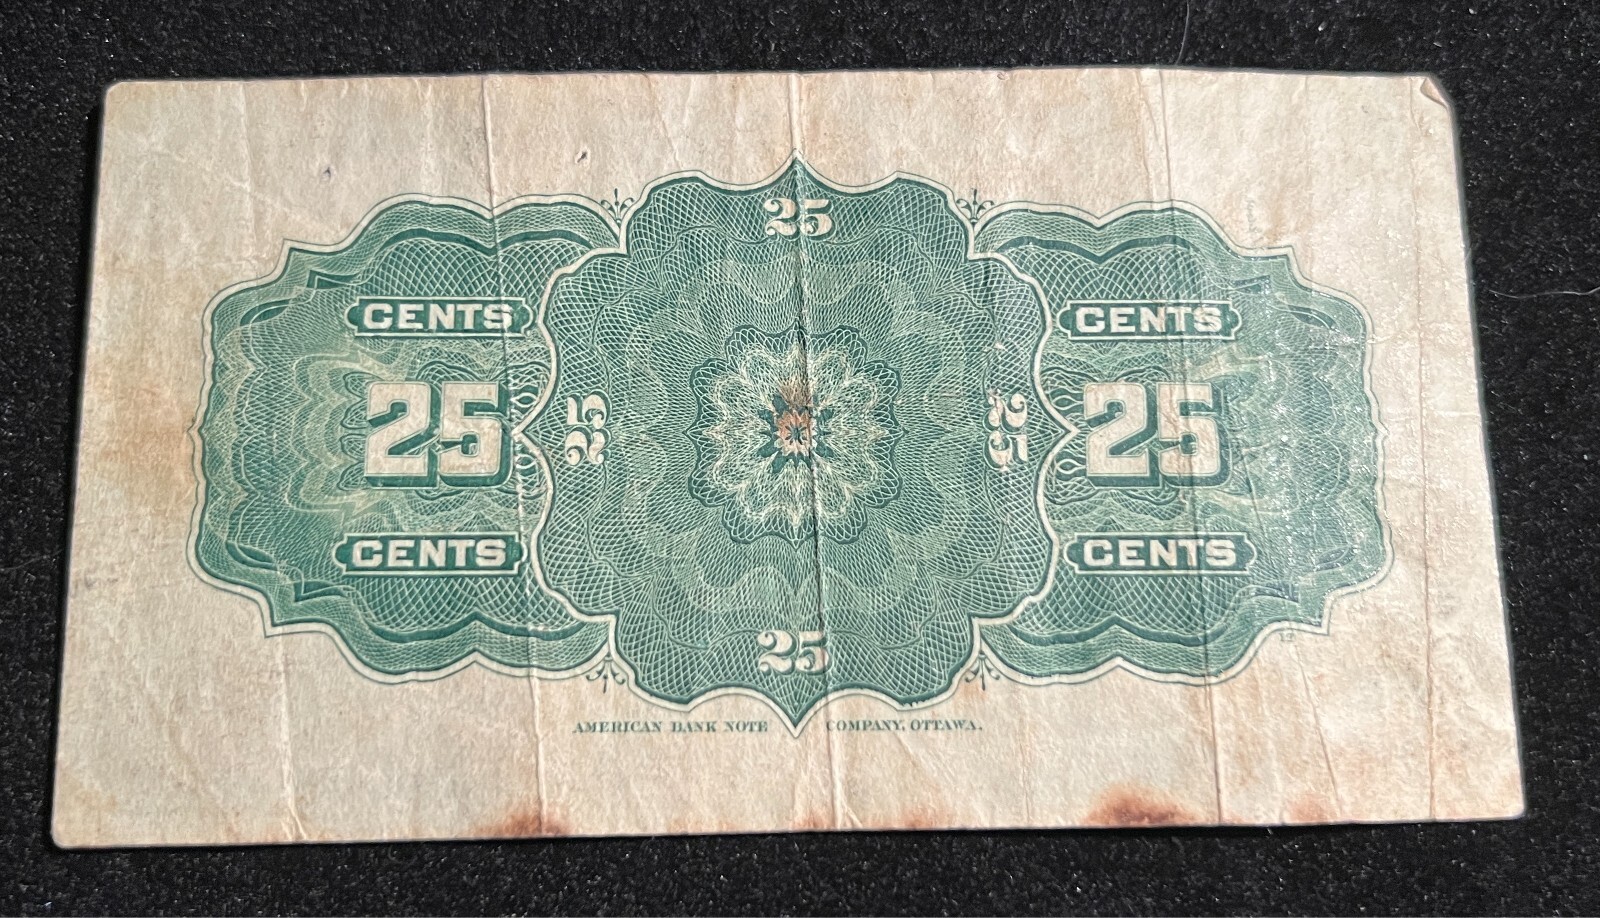 25
CENTS CENTS
25 25 25 25
CENTS CENTS
25
AMERICAN BANK NOTE COMPANY, OTTAWA.